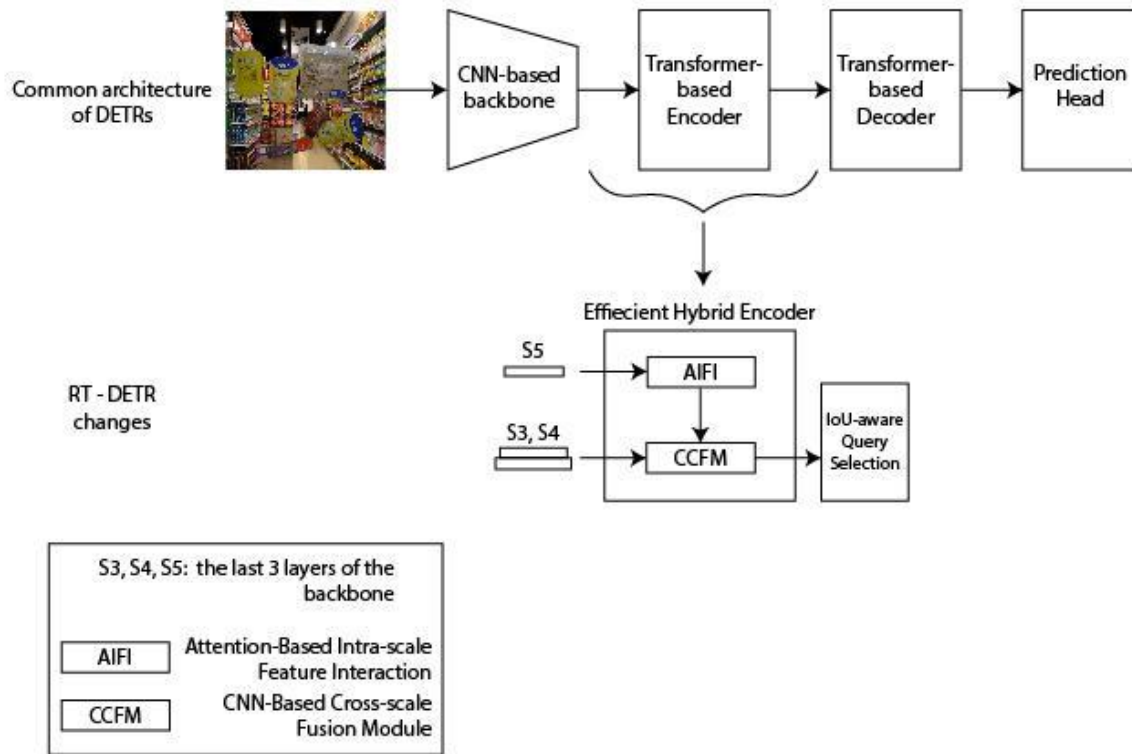 Common architecture
of DETRs
CNN-based
backbone
Transformer-
based
Encoder
Transformer-
based
Decoder
Prediction
Head
Effiecient Hybrid Encoder
S5
AIFI
RT - DETR
changes
S3, S4
CCFM
IoU-aware
Query
Selection
S3, S4, S5: the last 3 layers of the
backbone
AIFI
Attention-Based Intra-scale
Feature Interaction
CCFM
CNN-Based Cross-scale
Fusion Module